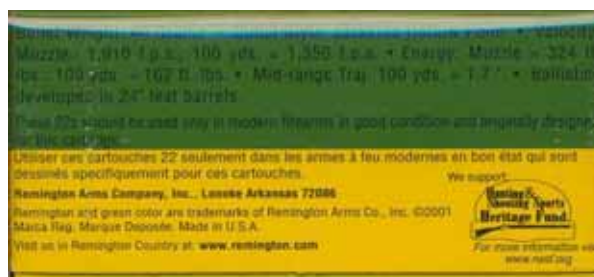 Muzzle - 1,910 f.p.s., 100 yds. = 1,350 f.p.s. • Energy: Muzzle = 324 ft.
lbs., 100 yds. = 162 ft. lbs. • Mid-range Traj. 100 yds. = 1.7". • Ballistics
developed in 24" test barrels.
These 22s should be used only in modern firearms in good condition and originally designed
for this cartridge.
Utiliser ces cartouches 22 seulement dans les armes à feu modernes en bon état qui sont
dessinés specifiquement pour ces cartouches.
Remington Arms Company, Inc., Lonoke Arkansas 72086
Remington and green color are trademarks of Remington Arms Co., Inc. ©2001
Marca Reg. Marque Deposée. Made in U.S.A.
Visit us in Remington Country at: www.remington.com
We support:
Hunting &
Shooting Sports
Heritage Fund
For more information
www.nssf.org